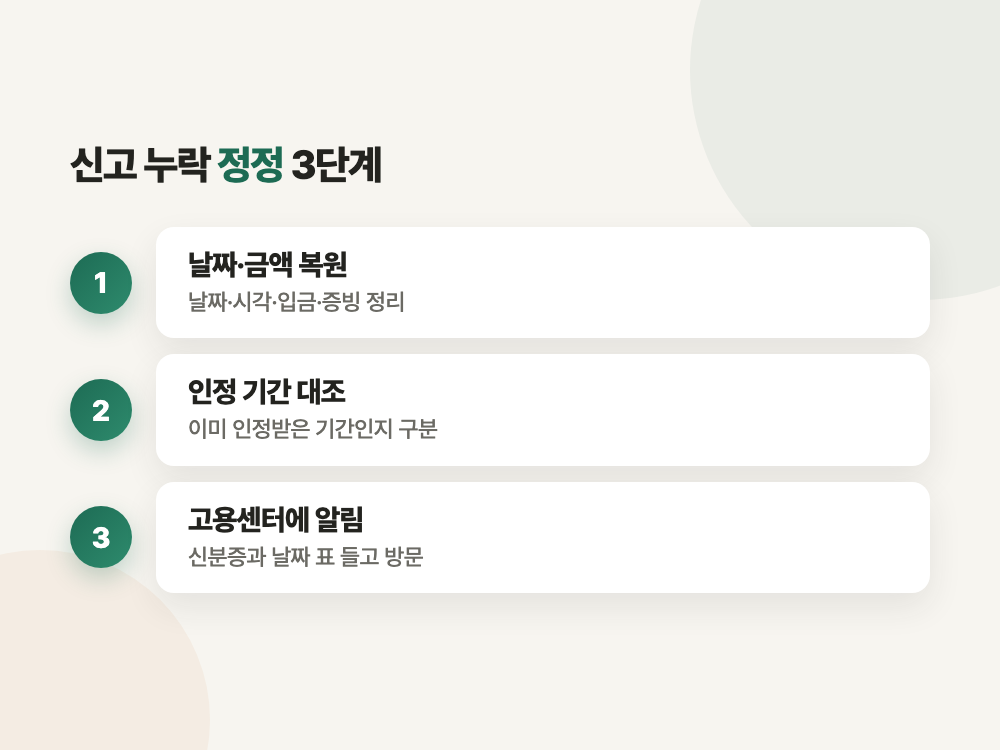 신고 누락 정정 3단계
1
날짜·금액 복원
날짜·시각·입금·증빙 정리
2
인정 기간 대조
이미 인정받은 기간인지 구분
3
고용센터에 알림
신분증과 날짜 표 들고 방문